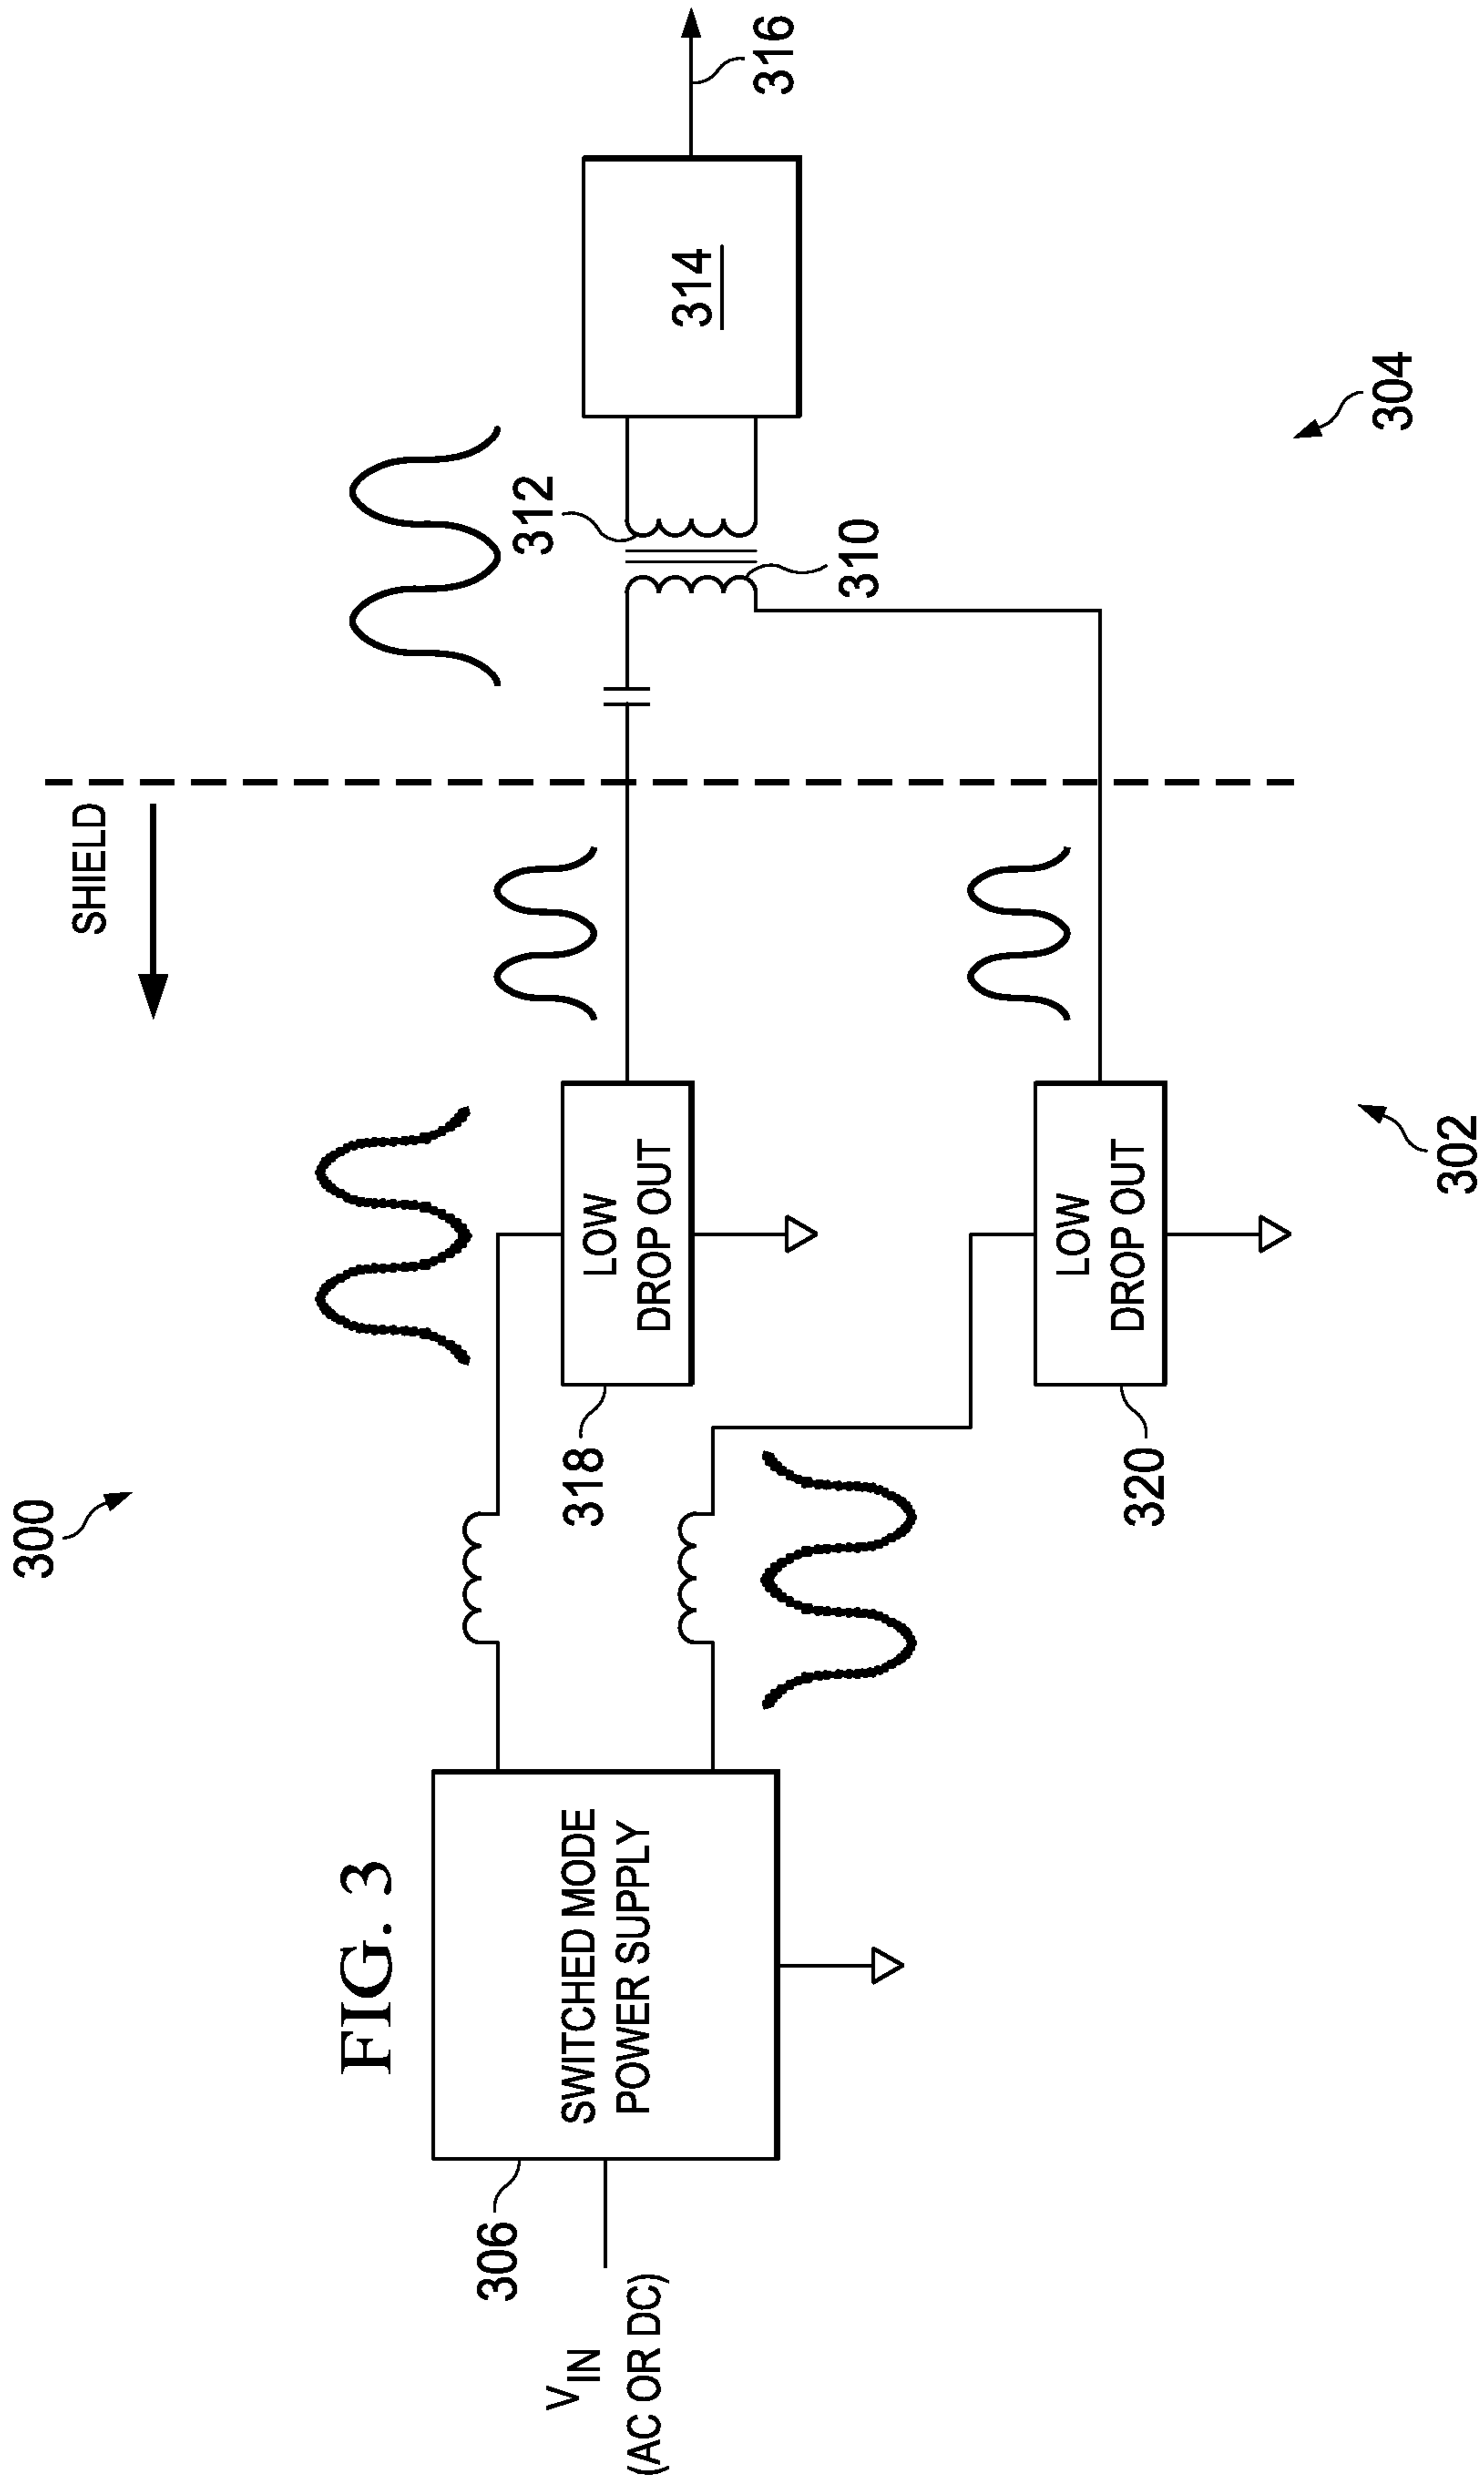 FIG. 3
300
SHIELD
V IN
(AC OR DC)
306
SWITCHED MODE
POWER SUPPLY
318
LOW
DROP OUT
320
LOW
DROP OUT
302
312
310
314
316
304